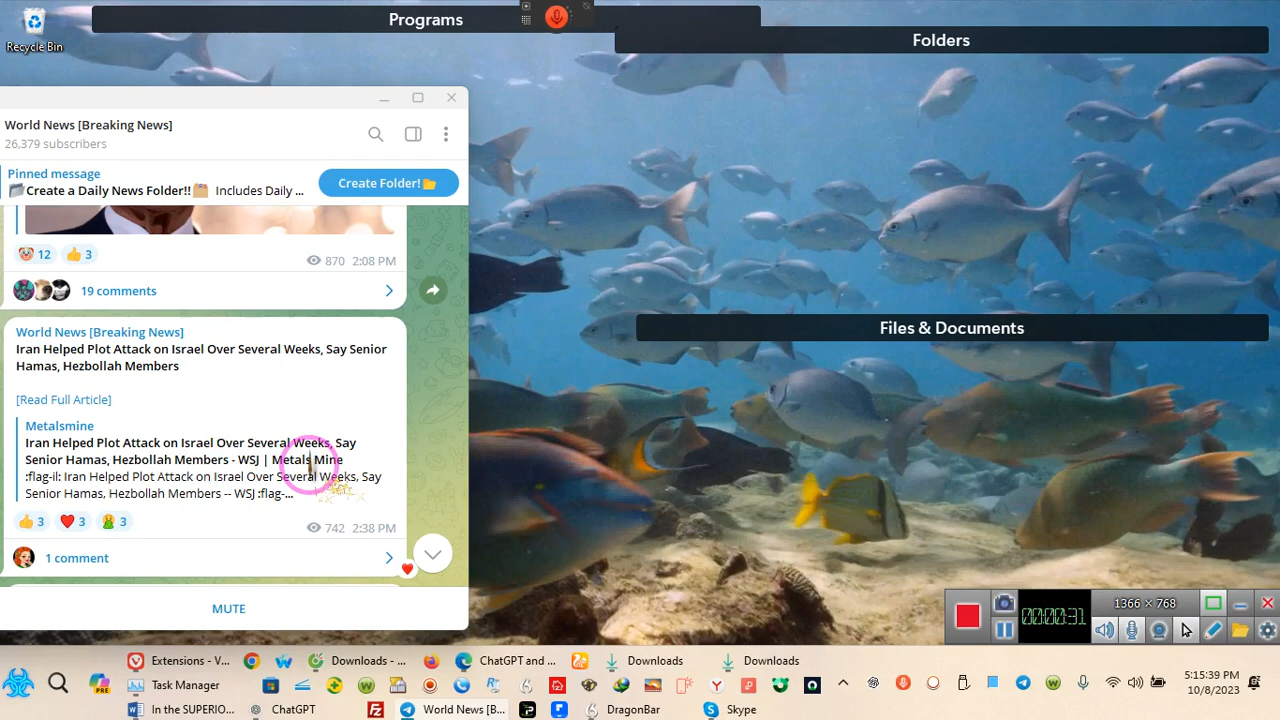 Recycle Bin
Programs
Folders
Files & Documents
World News [Breaking News]
26,379 subscribers
Pinned message
📂Create a Daily News Folder!!🗂 Includes Daily ...
Create Folder!📂
🤡 12 👍 3
870 2:08 PM
19 comments
World News [Breaking News]
Iran Helped Plot Attack on Israel Over Several Weeks, Say Senior
Hamas, Hezbollah Members
[Read Full Article]
Metalsmine
Iran Helped Plot Attack on Israel Over Several Weeks, Say
Senior Hamas, Hezbollah Members - WSJ | Metals Mine
:flag-il: Iran Helped Plot Attack on Israel Over Several Weeks, Say
Senior Hamas, Hezbollah Members -- WSJ :flag-...
👍 3 ❤ 3 🤮 3
742 2:38 PM
1 comment
MUTE
00:00:31
1366 × 768
Extensions - V...
Downloads - ...
ChatGPT and ...
Downloads
Downloads
Task Manager
In the SUPERIO...
ChatGPT
World News [B...
DragonBar
Skype
5:15:39 PM
10/8/2023